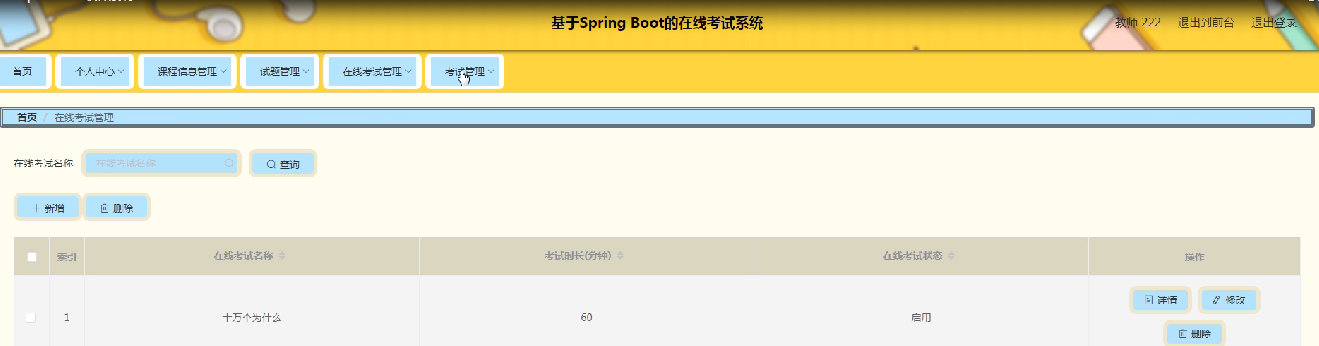 基于Spring Boot的在线考试系统
教师 222 退出到前台 退出登录
首页 个人中心 课程信息管理 试题管理 在线考试管理 考试管理
首页 / 在线考试管理
在线考试名称 在线考试名称 查询
新增 删除
索引 在线考试名称 考试时长(分钟) 在线考试状态 操作
1 十万个为什么 60 启用 详情 修改
删除